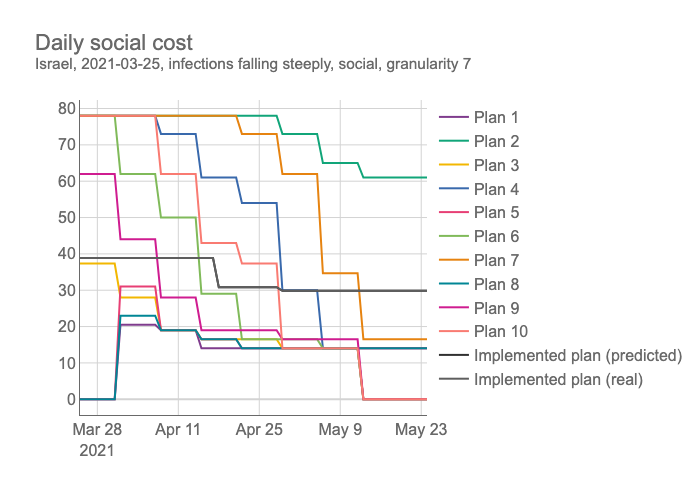 Daily social cost
Israel, 2021-03-25, infections falling steeply, social, granularity 7
80
70
60
50
40
30
20
10
0
Mar 28
2021
Apr 11
Apr 25
May 9
May 23
Plan 1
Plan 2
Plan 3
Plan 4
Plan 5
Plan 6
Plan 7
Plan 8
Plan 9
Plan 10
Implemented plan (predicted)
Implemented plan (real)